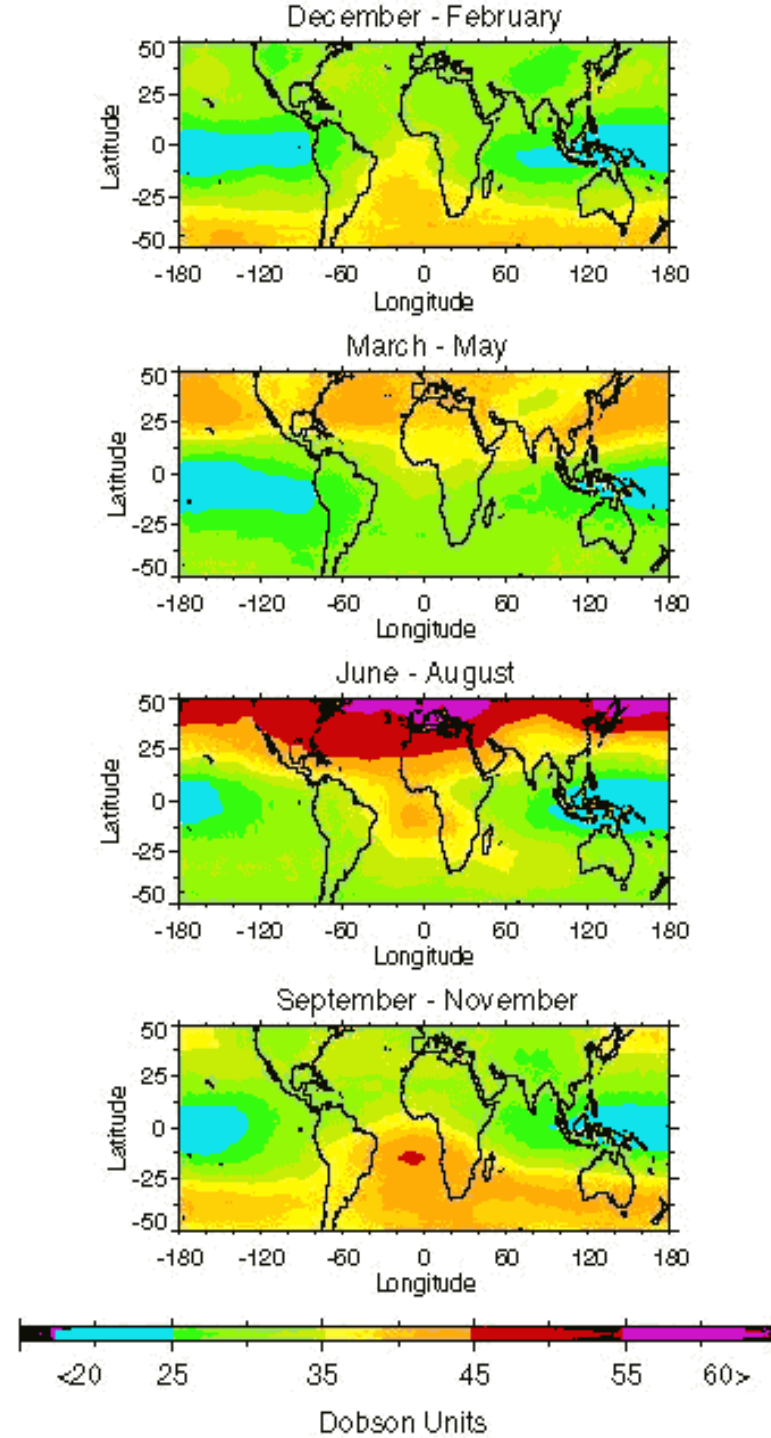 December - February
50
25
0
-25
-50
Latitude
-180 -120 -60 0 60 120 180
Longitude
March - May
50
25
0
-25
-50
Latitude
-180 -120 -60 0 60 120 180
Longitude
June - August
50
25
0
-25
-50
Latitude
-180 -120 -60 0 60 120 180
Longitude
September - November
50
25
0
-25
-50
Latitude
-180 -120 -60 0 60 120 180
Longitude
<20 25 35 45 55 60>
Dobson Units